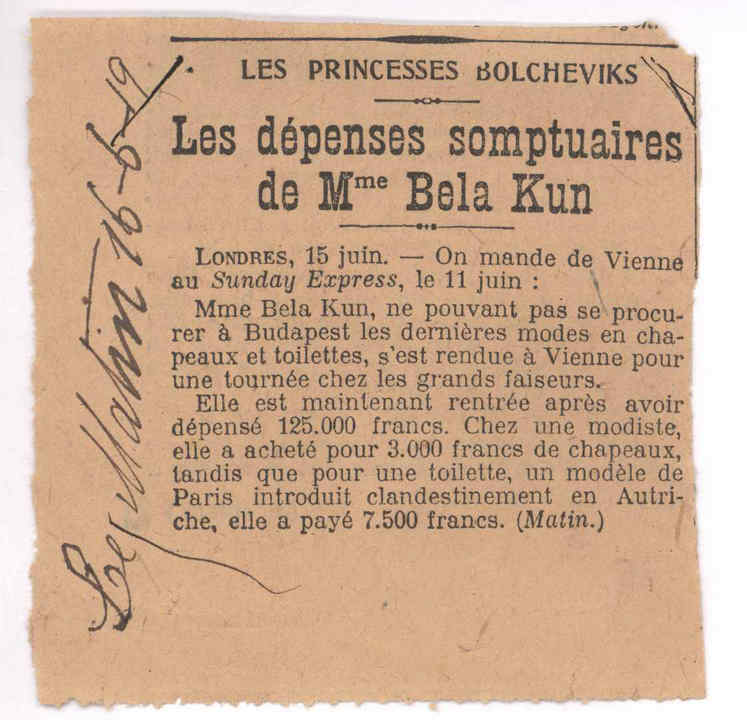 LES PRINCESSES BOLCHEVIKS
Les dépenses somptuaires
de Mme Bela Kun
LONDRES, 15 juin. — On mande de Vienne
au Sunday Express, le 11 juin :
Mme Bela Kun, ne pouvant pas se procu-
rer à Budapest les dernières modes en cha-
peaux et toilettes, s'est rendue à Vienne pour
une tournée chez les grands faiseurs.
Elle est maintenant rentrée après avoir
dépensé 125.000 francs. Chez une modiste,
elle a acheté pour 3.000 francs de chapeaux,
tandis que pour une toilette, un modèle de
Paris introduit clandestinement en Autri-
che, elle a payé 7.500 francs. (Matin.)
Le Matin 16-6-19